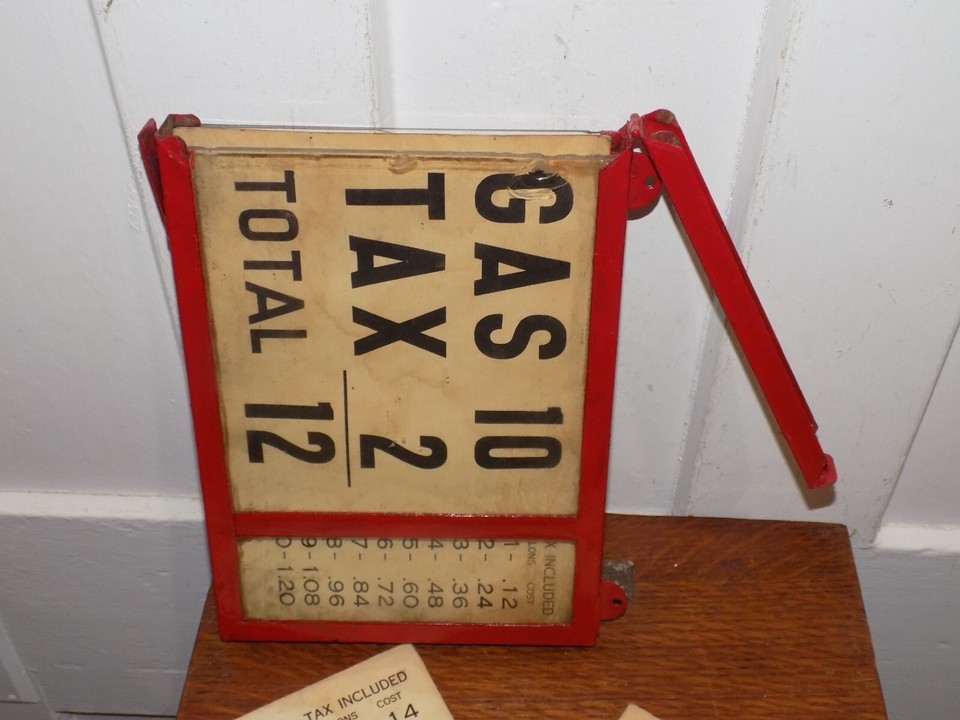 GAS 10
TAX 2
TOTAL 12
INCLUDED
COST
1 - .12
2 - .24
3 - .36
4 - .48
5 - .60
6 - .72
7 - .84
8 - .96
9 - 1.08
- 1.20
TAX INCLUDED
COST
14